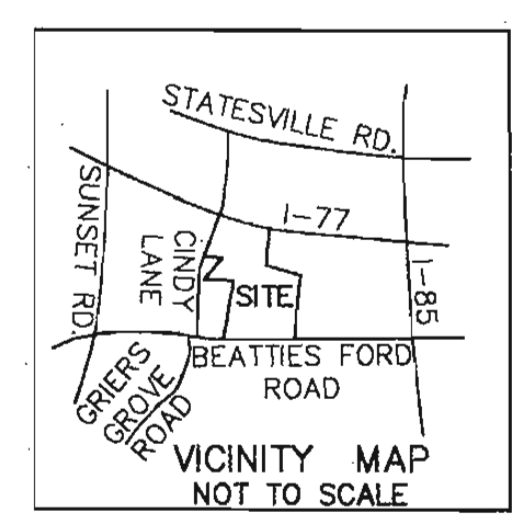 STATESVILLE RD.
SUNSET RD.
I-77
CINDY
LANE
SITE
I-85
BEATTIES FORD
ROAD
GRIERS
GROVE
ROAD
VICINITY MAP
NOT TO SCALE